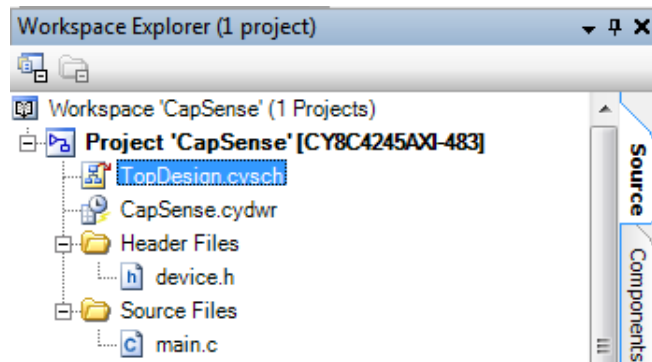 Workspace Explorer (1 project)
Workspace 'CapSense' (1 Projects)
Project 'CapSense' [CY8C4245AXI-483]
TopDesign.cysch
CapSense.cydwr
Header Files
h device.h
Source Files
c main.c
Source
Components